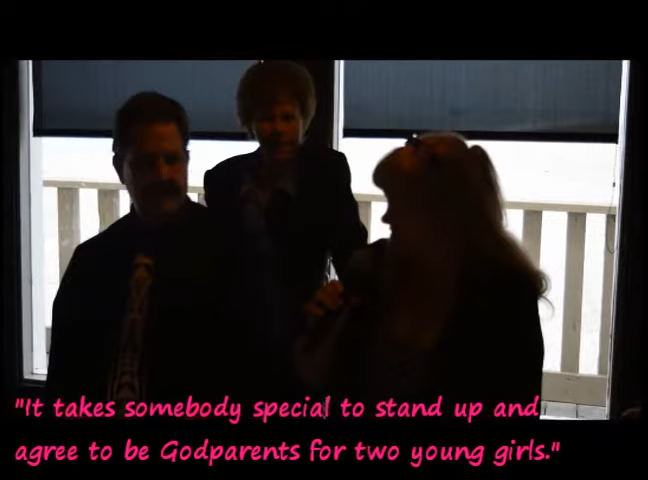 "It takes somebody special to stand up and
agree to be Godparents for two young girls."